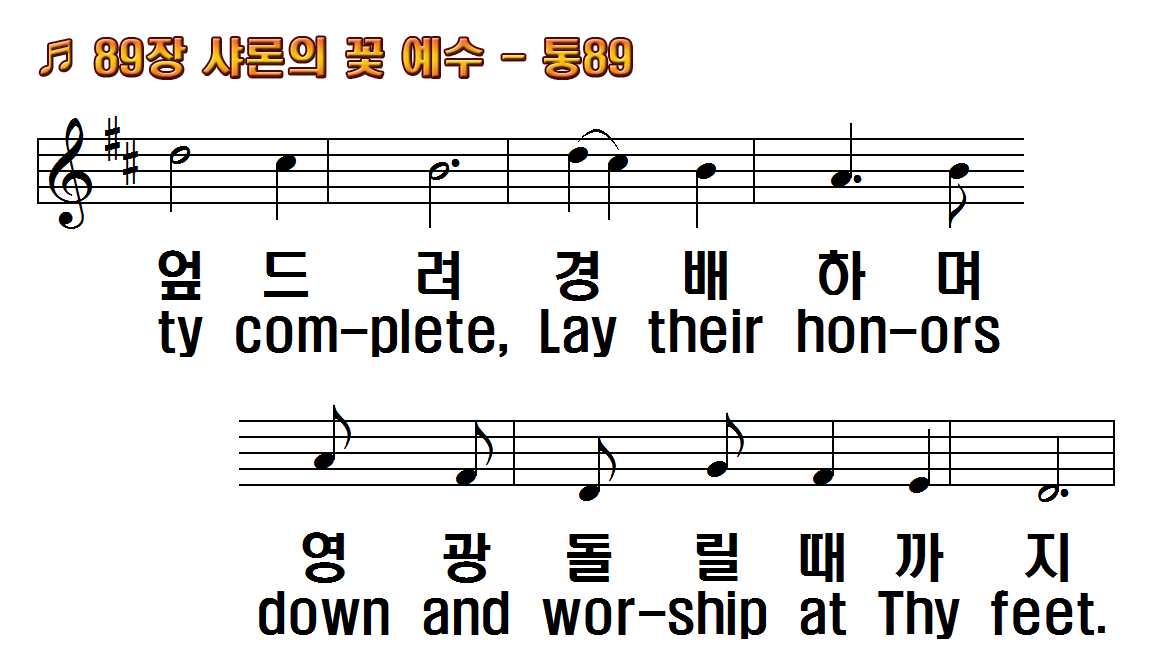 ♬ 89장 샤론의 꽃 예수 - 통89
엎 드 려 경 배 하 며
ty com-plete, Lay their hon-ors
영 광 돌 릴 때 까 지
down and wor-ship at Thy feet.